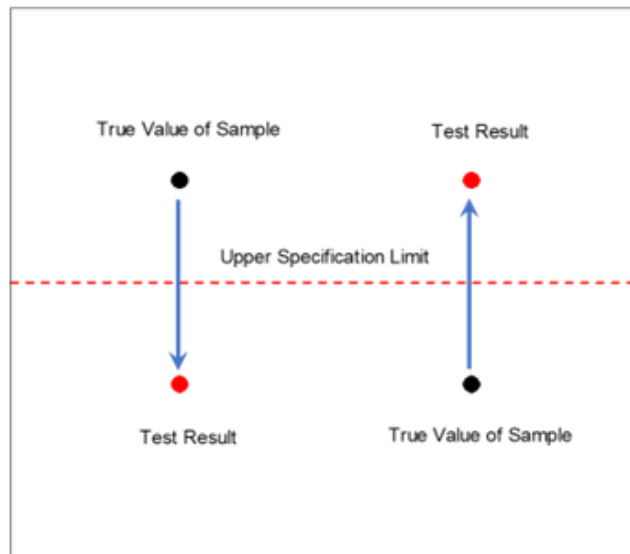 True Value of Sample
Test Result
Upper Specification Limit
Test Result
True Value of Sample